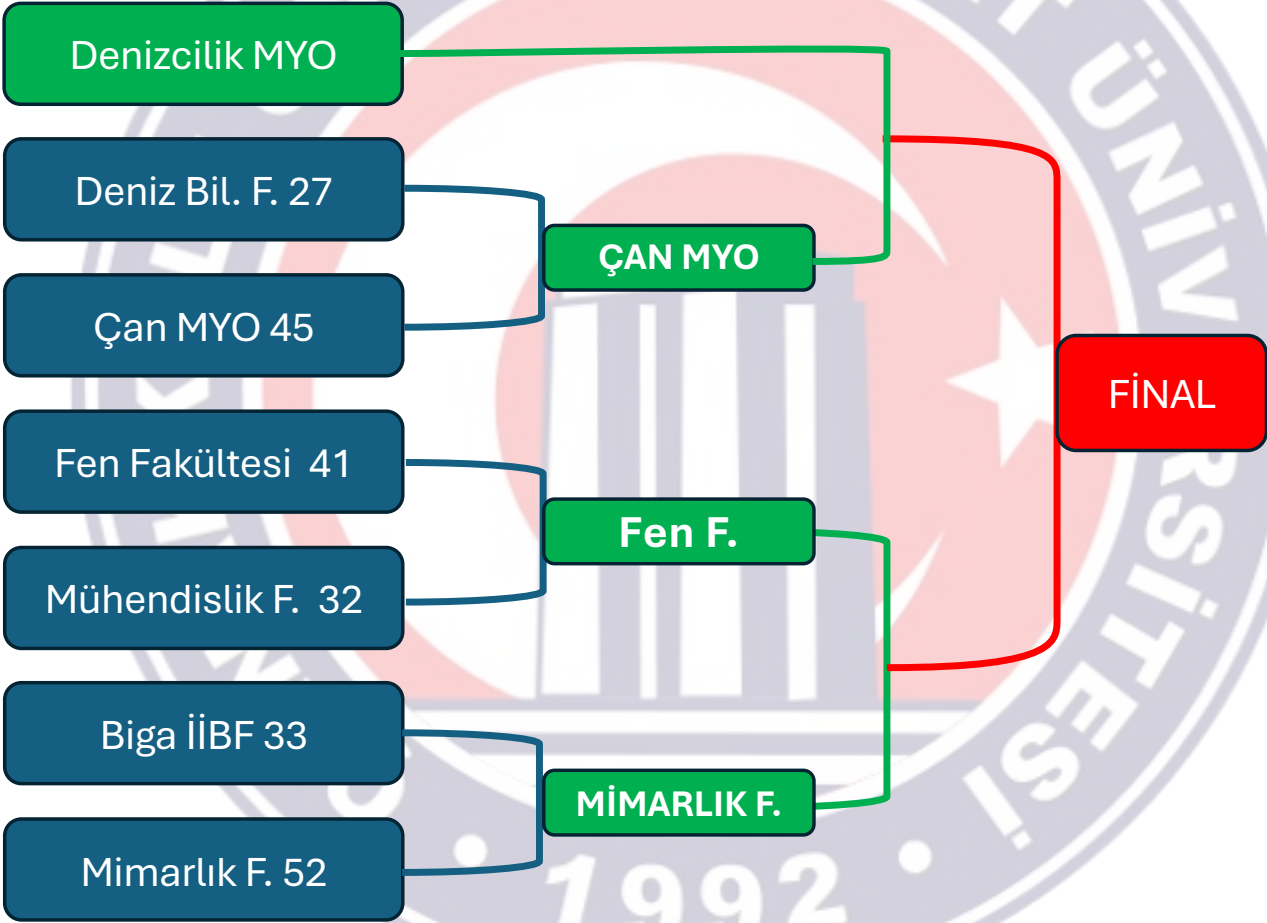 Denizcilik MYO
Deniz Bil. F. 27
ÇAN MYO
Çan MYO 45
FİNAL
Fen Fakültesi 41
Fen F.
Mühendislik F. 32
Biga İİBF 33
MİMARLIK F.
Mimarlık F. 52
1992